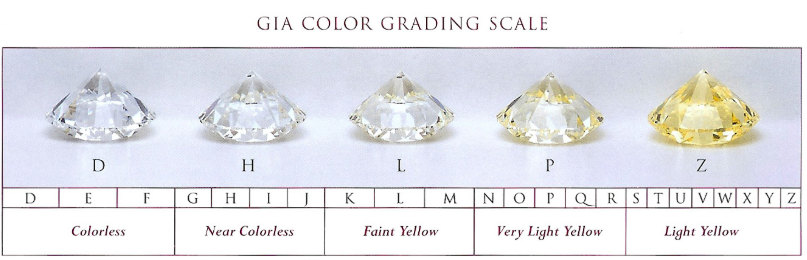 GIA COLOR GRADING SCALE
D H L P Z
D E F G H I J K L M N O P Q R S T U V W X Y Z
Colorless Near Colorless Faint Yellow Very Light Yellow Light Yellow